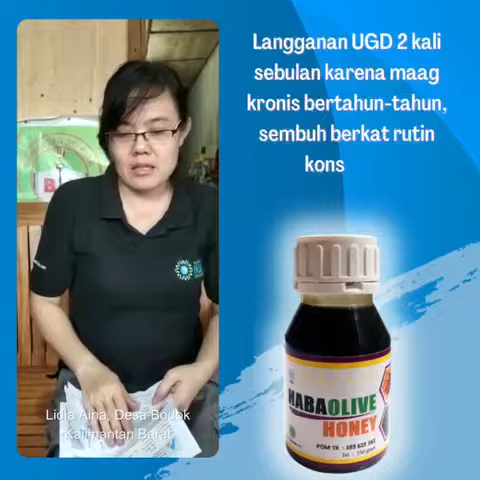 Langganan UGD 2 kali
sebulan karena maag
kronis bertahun-tahun,
sembuh berkat rutin
kons
Lidia Aina, Desa Bodok
Kalimantan Barat
HABAOLIVE
HONEY